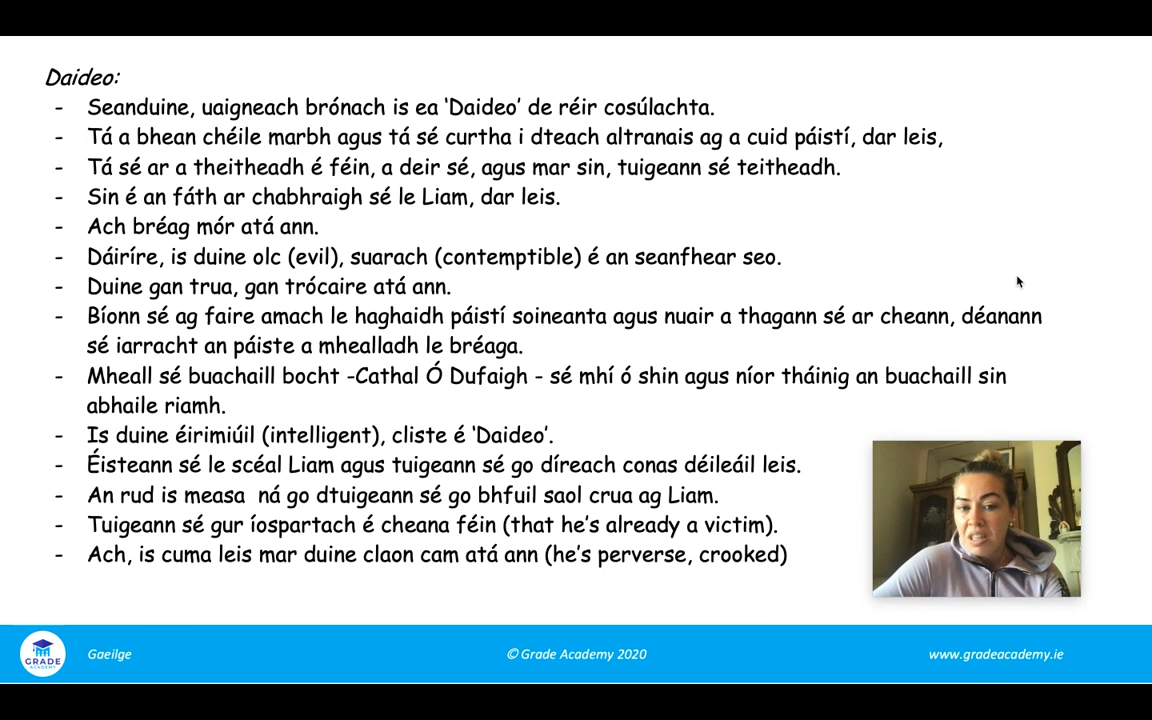 Daideo:
- Seanduine, uaigneach brónach is ea ‘Daideo’ de réir cosúlachta.
- Tá a bhean chéile marbh agus tá sé curtha i dteach altranais ag a cuid páistí, dar leis,
- Tá sé ar a theitheadh é féin, a deir sé, agus mar sin, tuigeann sé teitheadh.
- Sin é an fáth ar chabhraigh sé le Liam, dar leis.
- Ach bréag mór atá ann.
- Dáiríre, is duine olc (evil), suarach (contemptible) é an seanfhear seo.
- Duine gan trua, gan trócaire atá ann.
- Bíonn sé ag faire amach le haghaidh páistí soineanta agus nuair a thagann sé ar cheann, déanann
sé iarracht an páiste a mhealladh le bréaga.
- Mheall sé buachaill bocht -Cathal Ó Dufaigh - sé mhí ó shin agus níor tháinig an buachaill sin
abhaile riamh.
- Is duine éirimiúil (intelligent), cliste é ‘Daideo’.
- Éisteann sé le scéal Liam agus tuigeann sé go díreach conas déileáil leis.
- An rud is measa  ná go dtuigeann sé go bhfuil saol crua ag Liam.
- Tuigeann sé gur íospartach é cheana féin (that he’s already a victim).
- Ach, is cuma leis mar duine claon cam atá ann (he’s perverse, crooked)
GRADE
ACADEMY
Gaeilge
© Grade Academy 2020
www.gradeacademy.ie